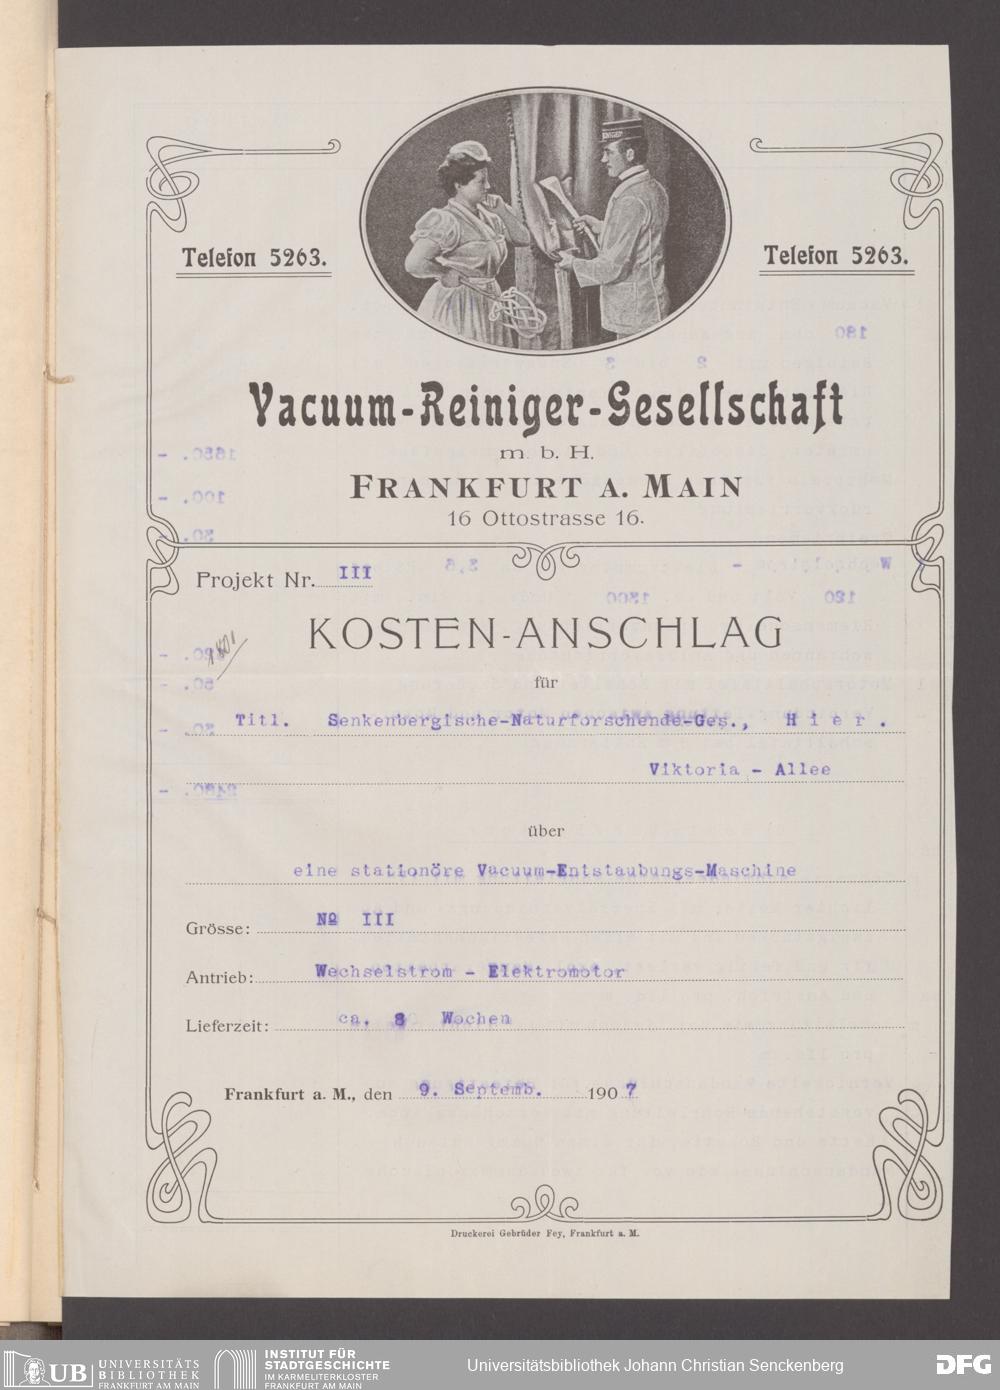 Telefon 5263.
Telefon 5263.
Vacuum-Reiniger-Gesellschaft
m. b. H.
FRANKFURT A. MAIN
16 Ottostrasse 16.
Projekt Nr. III
KOSTEN-ANSCHLAG
für
Titl. Senkenbergische-Naturforschende-Ges., Hier.
Viktoria - Allee
über
eine stationöre Vacuum-Entstaubungs-Maschine
Grösse: No III
Antrieb: Wechselstrom - Elektromotor
Lieferzeit: ca. 8 Wochen
Frankfurt a. M., den 9. Septemb. 1907
Druckerei Gebrüder Fey, Frankfurt a. M.
UB UNIVERSITÄTS
BIBLIOTHEK
FRANKFURT AM MAIN
INSTITUT FÜR
STADTGESCHICHTE
IM KARMELITERKLOSTER
FRANKFURT AM MAIN
Universitätsbibliothek Johann Christian Senckenberg
DFG